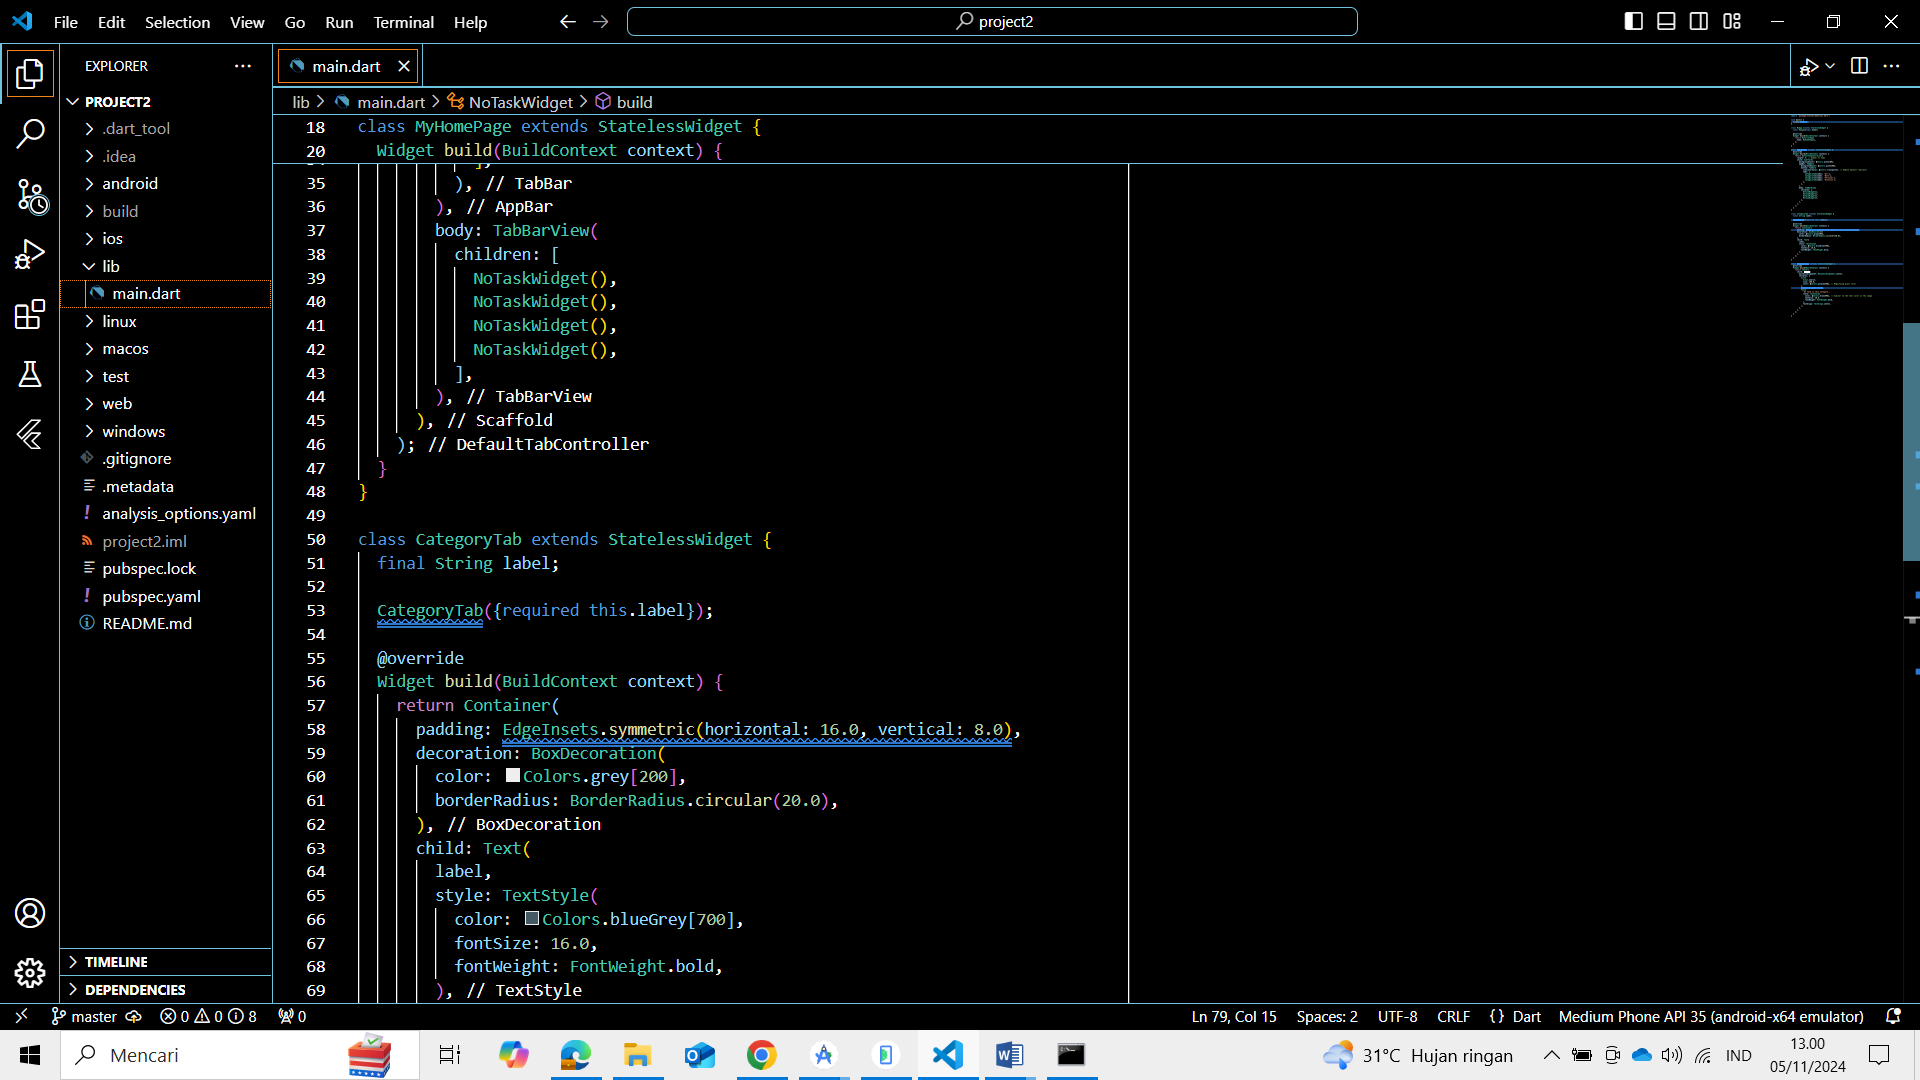 File Edit Selection View Go Run Terminal Help
project2
EXPLORER
main.dart
PROJECT2
.dart_tool
.idea
android
build
ios
lib
main.dart
linux
macos
test
web
windows
.gitignore
.metadata
analysis_options.yaml
project2.iml
pubspec.lock
pubspec.yaml
README.md
TIMELINE
DEPENDENCIES
lib > main.dart > NoTaskWidget > build
18 class MyHomePage extends StatelessWidget {
20 Widget build(BuildContext context) {
35 ), // TabBar
36 ), // AppBar
37 body: TabBarView(
38 children: [
39 NoTaskWidget(),
40 NoTaskWidget(),
41 NoTaskWidget(),
42 NoTaskWidget(),
43 ],
44 ), // TabBarView
45 ), // Scaffold
46 ); // DefaultTabController
47 }
48 }
49
50 class CategoryTab extends StatelessWidget {
51 final String label;
52
53 CategoryTab({required this.label});
54
55 @override
56 Widget build(BuildContext context) {
57 return Container(
58 padding: EdgeInsets.symmetric(horizontal: 16.0, vertical: 8.0),
59 decoration: BoxDecoration(
60 color: Colors.grey[200],
61 borderRadius: BorderRadius.circular(20.0),
62 ), // BoxDecoration
63 child: Text(
64 label,
65 style: TextStyle(
66 color: Colors.blueGrey[700],
67 fontSize: 16.0,
68 fontWeight: FontWeight.bold,
69 ), // TextStyle
master 0 0 8 0 Ln 79, Col 15 Spaces: 2 UTF-8 CRLF {} Dart Medium Phone API 35 (android-x64 emulator)
Mencari
31°C Hujan ringan
IND
13.00
05/11/2024